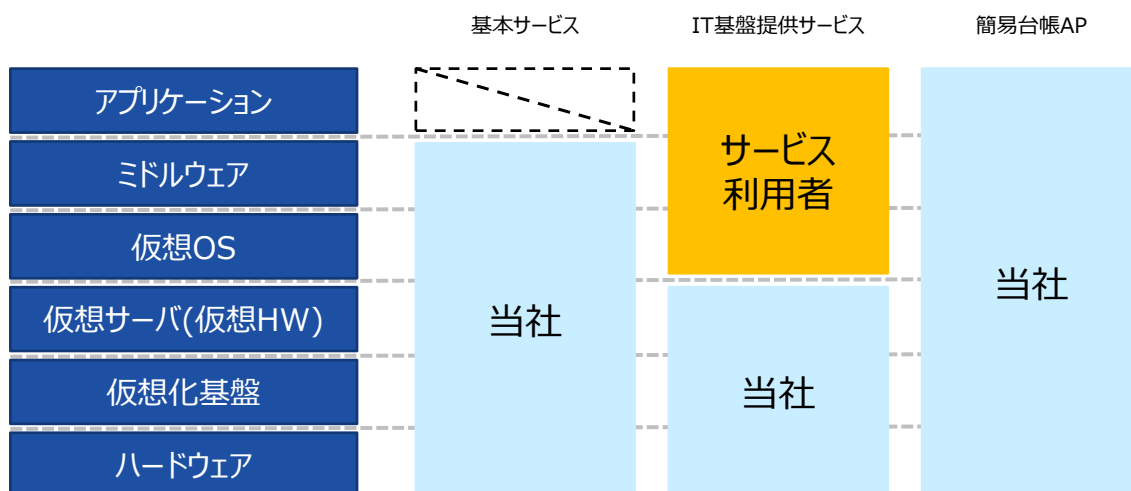 基本サービス
IT基盤提供サービス
簡易台帳AP
アプリケーション
ミドルウェア
仮想OS
仮想サーバ(仮想HW)
仮想化基盤
ハードウェア
当社
サービス
利用者
当社
当社